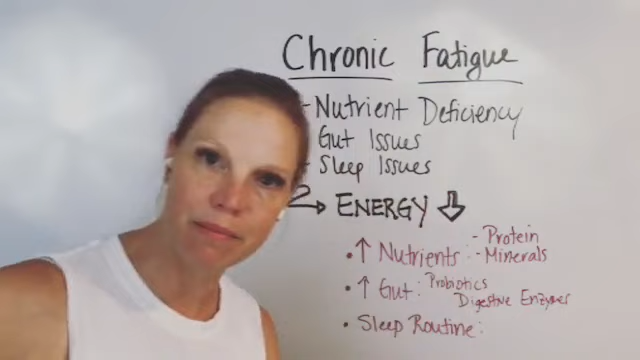 Chronic Fatigue
- Nutrient Deficiency
Gut Issues
- Sleep Issues
→ ENERGY ↓
• ↑ Nutrients: - Protein
- Minerals
• ↑ Gut: Probiotics
Digestive Enzymes
• Sleep Routine: